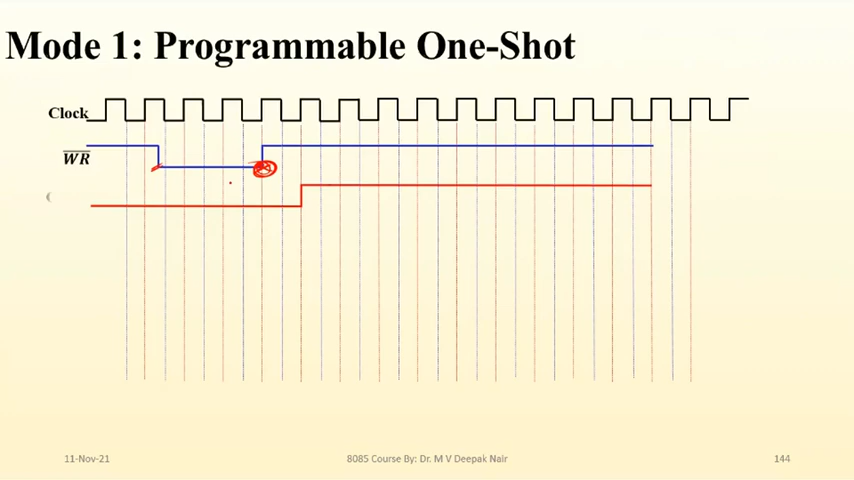 Mode 1: Programmable One-Shot
Clock
WR
11-Nov-21
8085 Course By: Dr. M V Deepak Nair
144